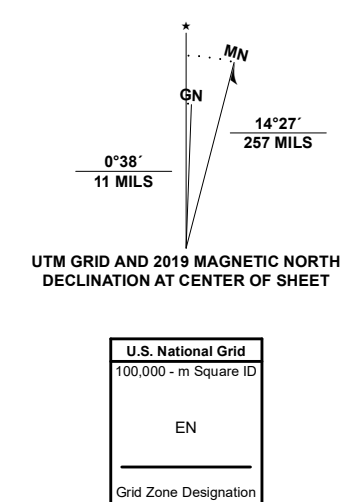 MN
GN
14°27´
257 MILS
0°38´
11 MILS
UTM GRID AND 2019 MAGNETIC NORTH
DECLINATION AT CENTER OF SHEET
U.S. National Grid
100,000 - m Square ID
EN
Grid Zone Designation